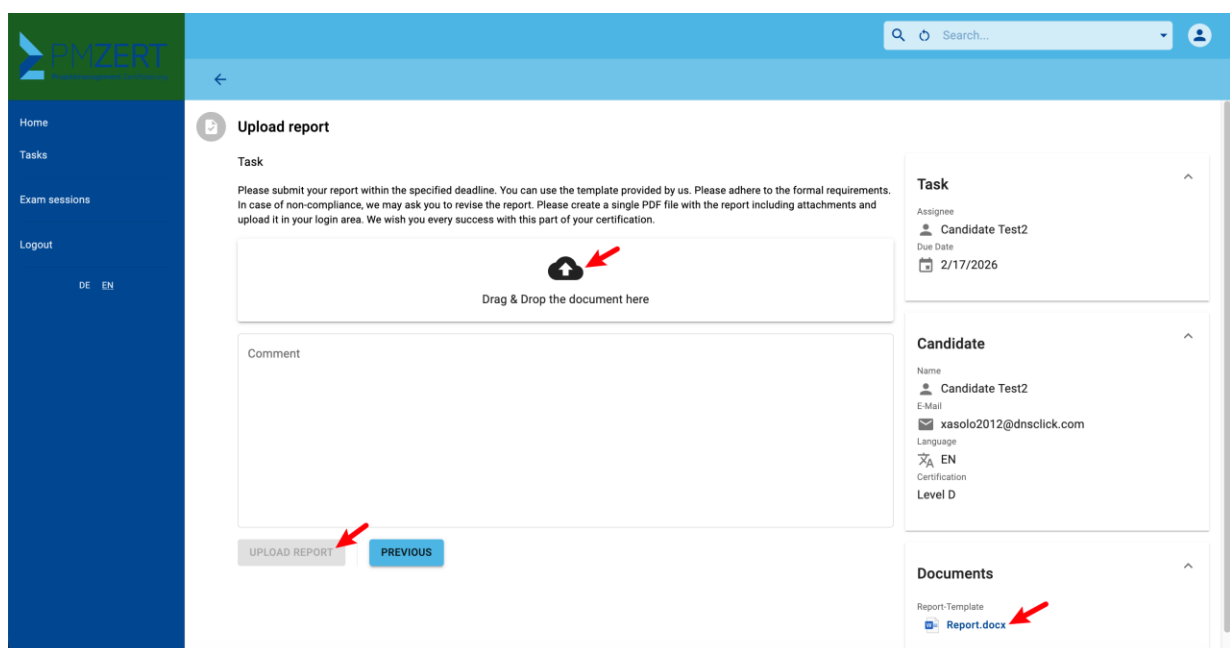 PMZERT
Search...
Home
Tasks
Exam sessions
Logout
DE EN
Upload report
Task
Please submit your report within the specified deadline. You can use the template provided by us. Please adhere to the formal requirements.
In case of non-compliance, we may ask you to revise the report. Please create a single PDF file with the report including attachments and
upload it in your login area. We wish you every success with this part of your certification.
Drag & Drop the document here
Comment
UPLOAD REPORT
PREVIOUS
Task
Assignee
Candidate Test2
Due Date
2/17/2026
Candidate
Name
Candidate Test2
E-Mail
xasolo2012@dnsclick.com
Language
EN
Certification
Level D
Documents
Report-Template
Report.docx